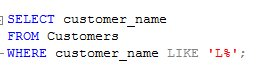 SELECT customer_name
FROM Customers
WHERE customer_name LIKE 'L%';